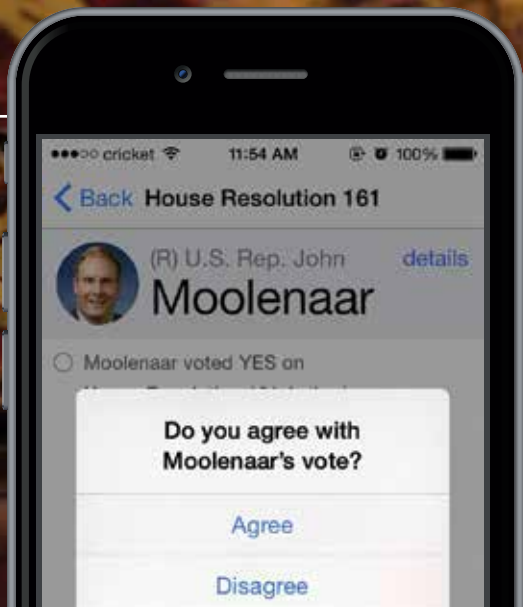 cricket 11:54 AM 100%
Back House Resolution 161
(R) U.S. Rep. John details
Moolenaar
Moolenaar voted YES on
Do you agree with
Moolenaar's vote?
Agree
Disagree